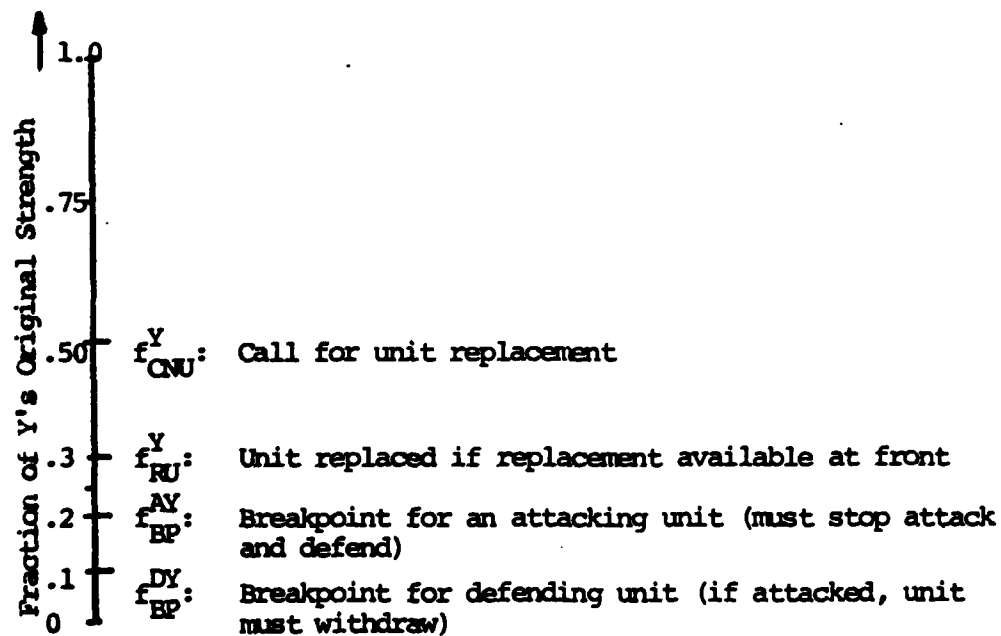 1.0
.75
.50 f^Y_CNU: Call for unit replacement
.3 f^Y_RU: Unit replaced if replacement available at front
.2 f^AY_BP: Breakpoint for an attacking unit (must stop attack
and defend)
.1 f^DY_BP: Breakpoint for defending unit (if attacked, unit
must withdraw)
0
Fraction of Y's Original Strength